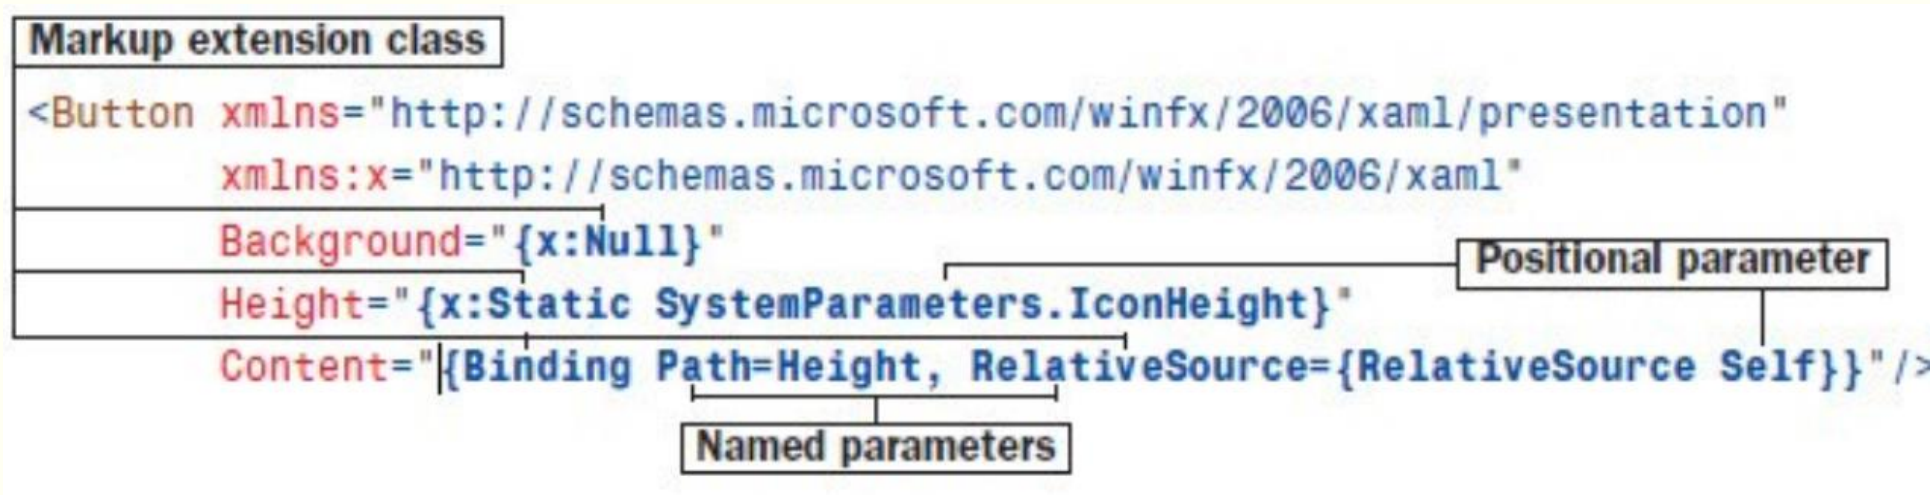 Markup extension class
<Button xmlns="http://schemas.microsoft.com/winfx/2006/xaml/presentation"
xmlns:x="http://schemas.microsoft.com/winfx/2006/xaml"
Background="{x:Null}"
Positional parameter
Height="{x:Static SystemParameters.IconHeight}"
Content="{Binding Path=Height, RelativeSource={RelativeSource Self}}"/>
Named parameters